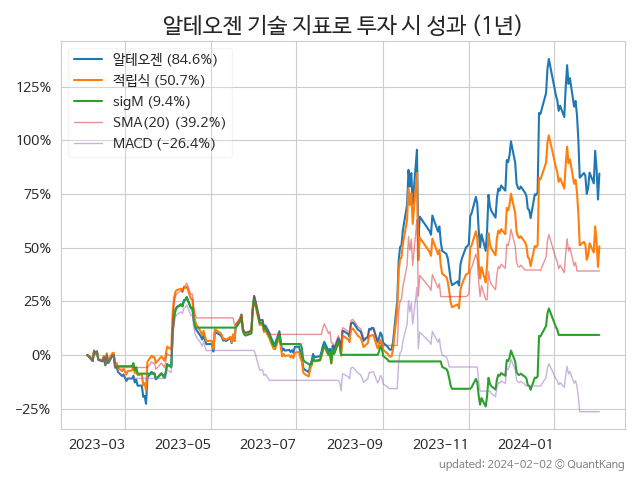 알테오젠 기술 지표로 투자 시 성과 (1년)
알테오젠 (84.6%)
적립식 (50.7%)
sigM (9.4%)
SMA(20) (39.2%)
MACD (−26.4%)
125%
100%
75%
50%
25%
0%
−25%
2023-03
2023-05
2023-07
2023-09
2023-11
2024-01
updated: 2024-02-02 © QuantKang